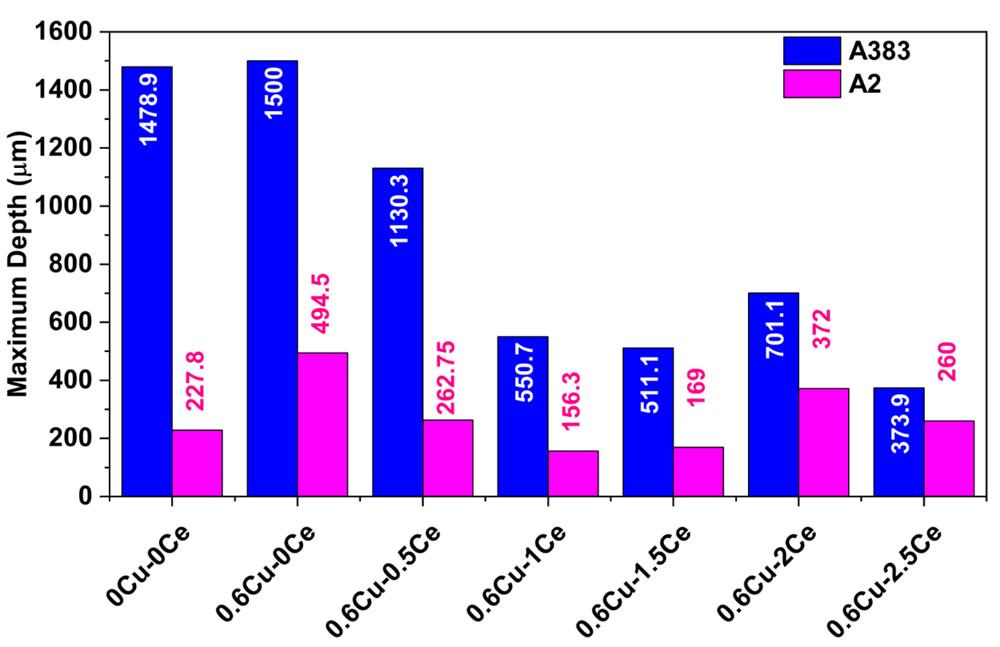 Maximum Depth (μm)
1600
1400
1200
1000
800
600
400
200
0
A383
A2
1478.9
227.8
1500
494.5
1130.3
262.75
550.7
156.3
511.1
169
701.1
372
373.9
260
0Cu-0Ce
0.6Cu-0Ce
0.6Cu-0.5Ce
0.6Cu-1Ce
0.6Cu-1.5Ce
0.6Cu-2Ce
0.6Cu-2.5Ce